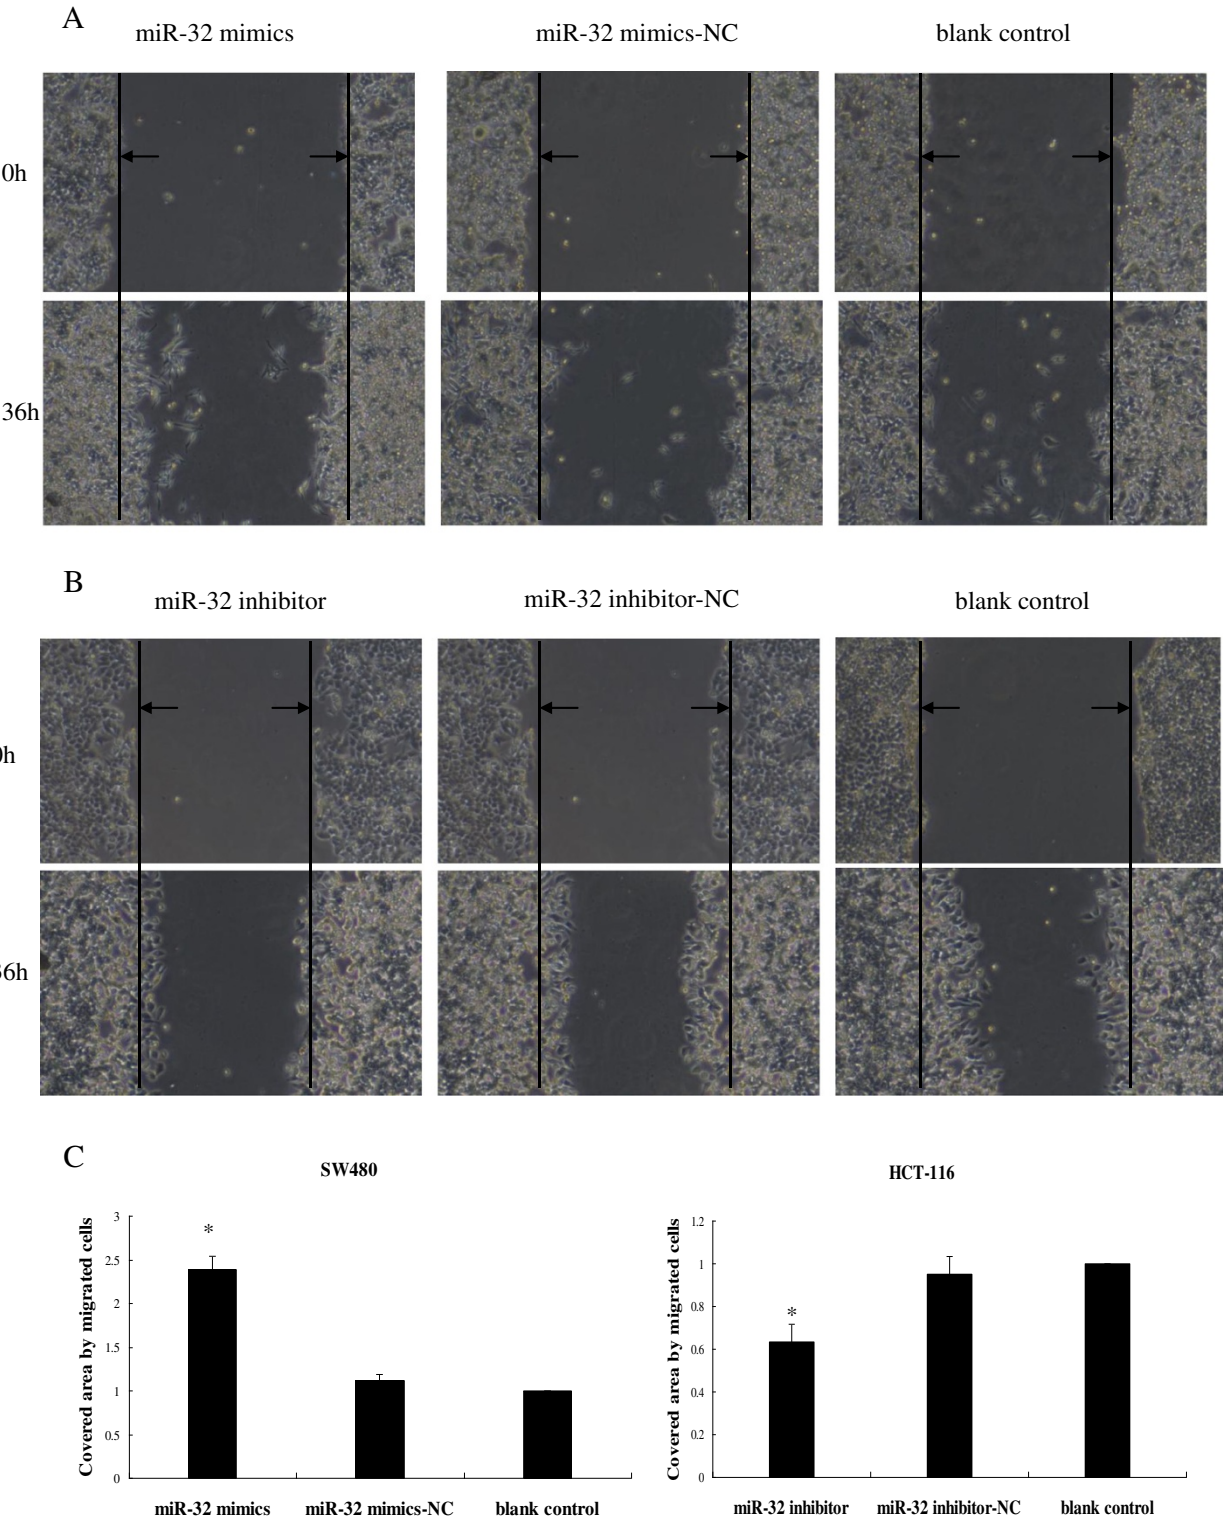 A
miR-32 mimics
miR-32 mimics-NC
blank control
0h
36h
B
miR-32 inhibitor
miR-32 inhibitor-NC
blank control
0h
36h
C
SW480
Covered area by migrated cells
3
2.5
2
1.5
1
0.5
0
*
miR-32 mimics
miR-32 mimics-NC
blank control
HCT-116
Covered area by migrated cells
1.2
1
0.8
0.6
0.4
0.2
0
*
miR-32 inhibitor
miR-32 inhibitor-NC
blank control